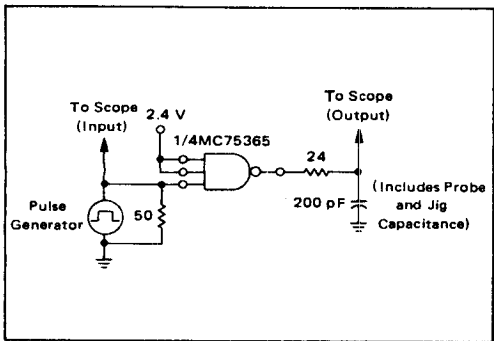 To Scope
(Input)
2.4 V
1/4MC75365
To Scope
(Output)
24
Pulse
Generator
50
200 pF
(Includes Probe
and Jig
Capacitance)